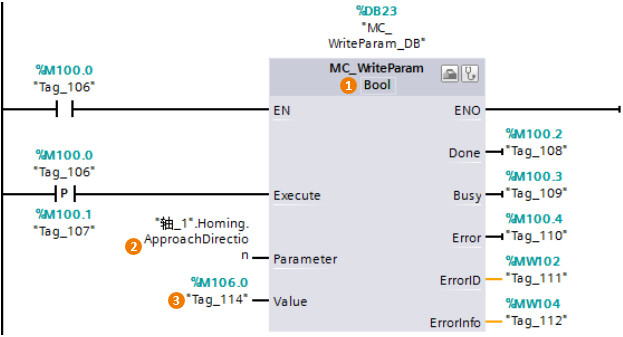 %DB23
"MC_
WriteParam_DB"
MC_WriteParam
1 Bool
%M100.0
"Tag_106"
EN
ENO
%M100.2
Done
"Tag_108"
%M100.0
"Tag_106"
P
%M100.1
"Tag_107"
Execute
%M100.3
Busy
"Tag_109"
%M100.4
Error
"Tag_110"
2
"轴_1".Homing.
ApproachDirectio
n
Parameter
%MW102
ErrorID
"Tag_111"
%M106.0
3 "Tag_114"
Value
%MW104
ErrorInfo
"Tag_112"